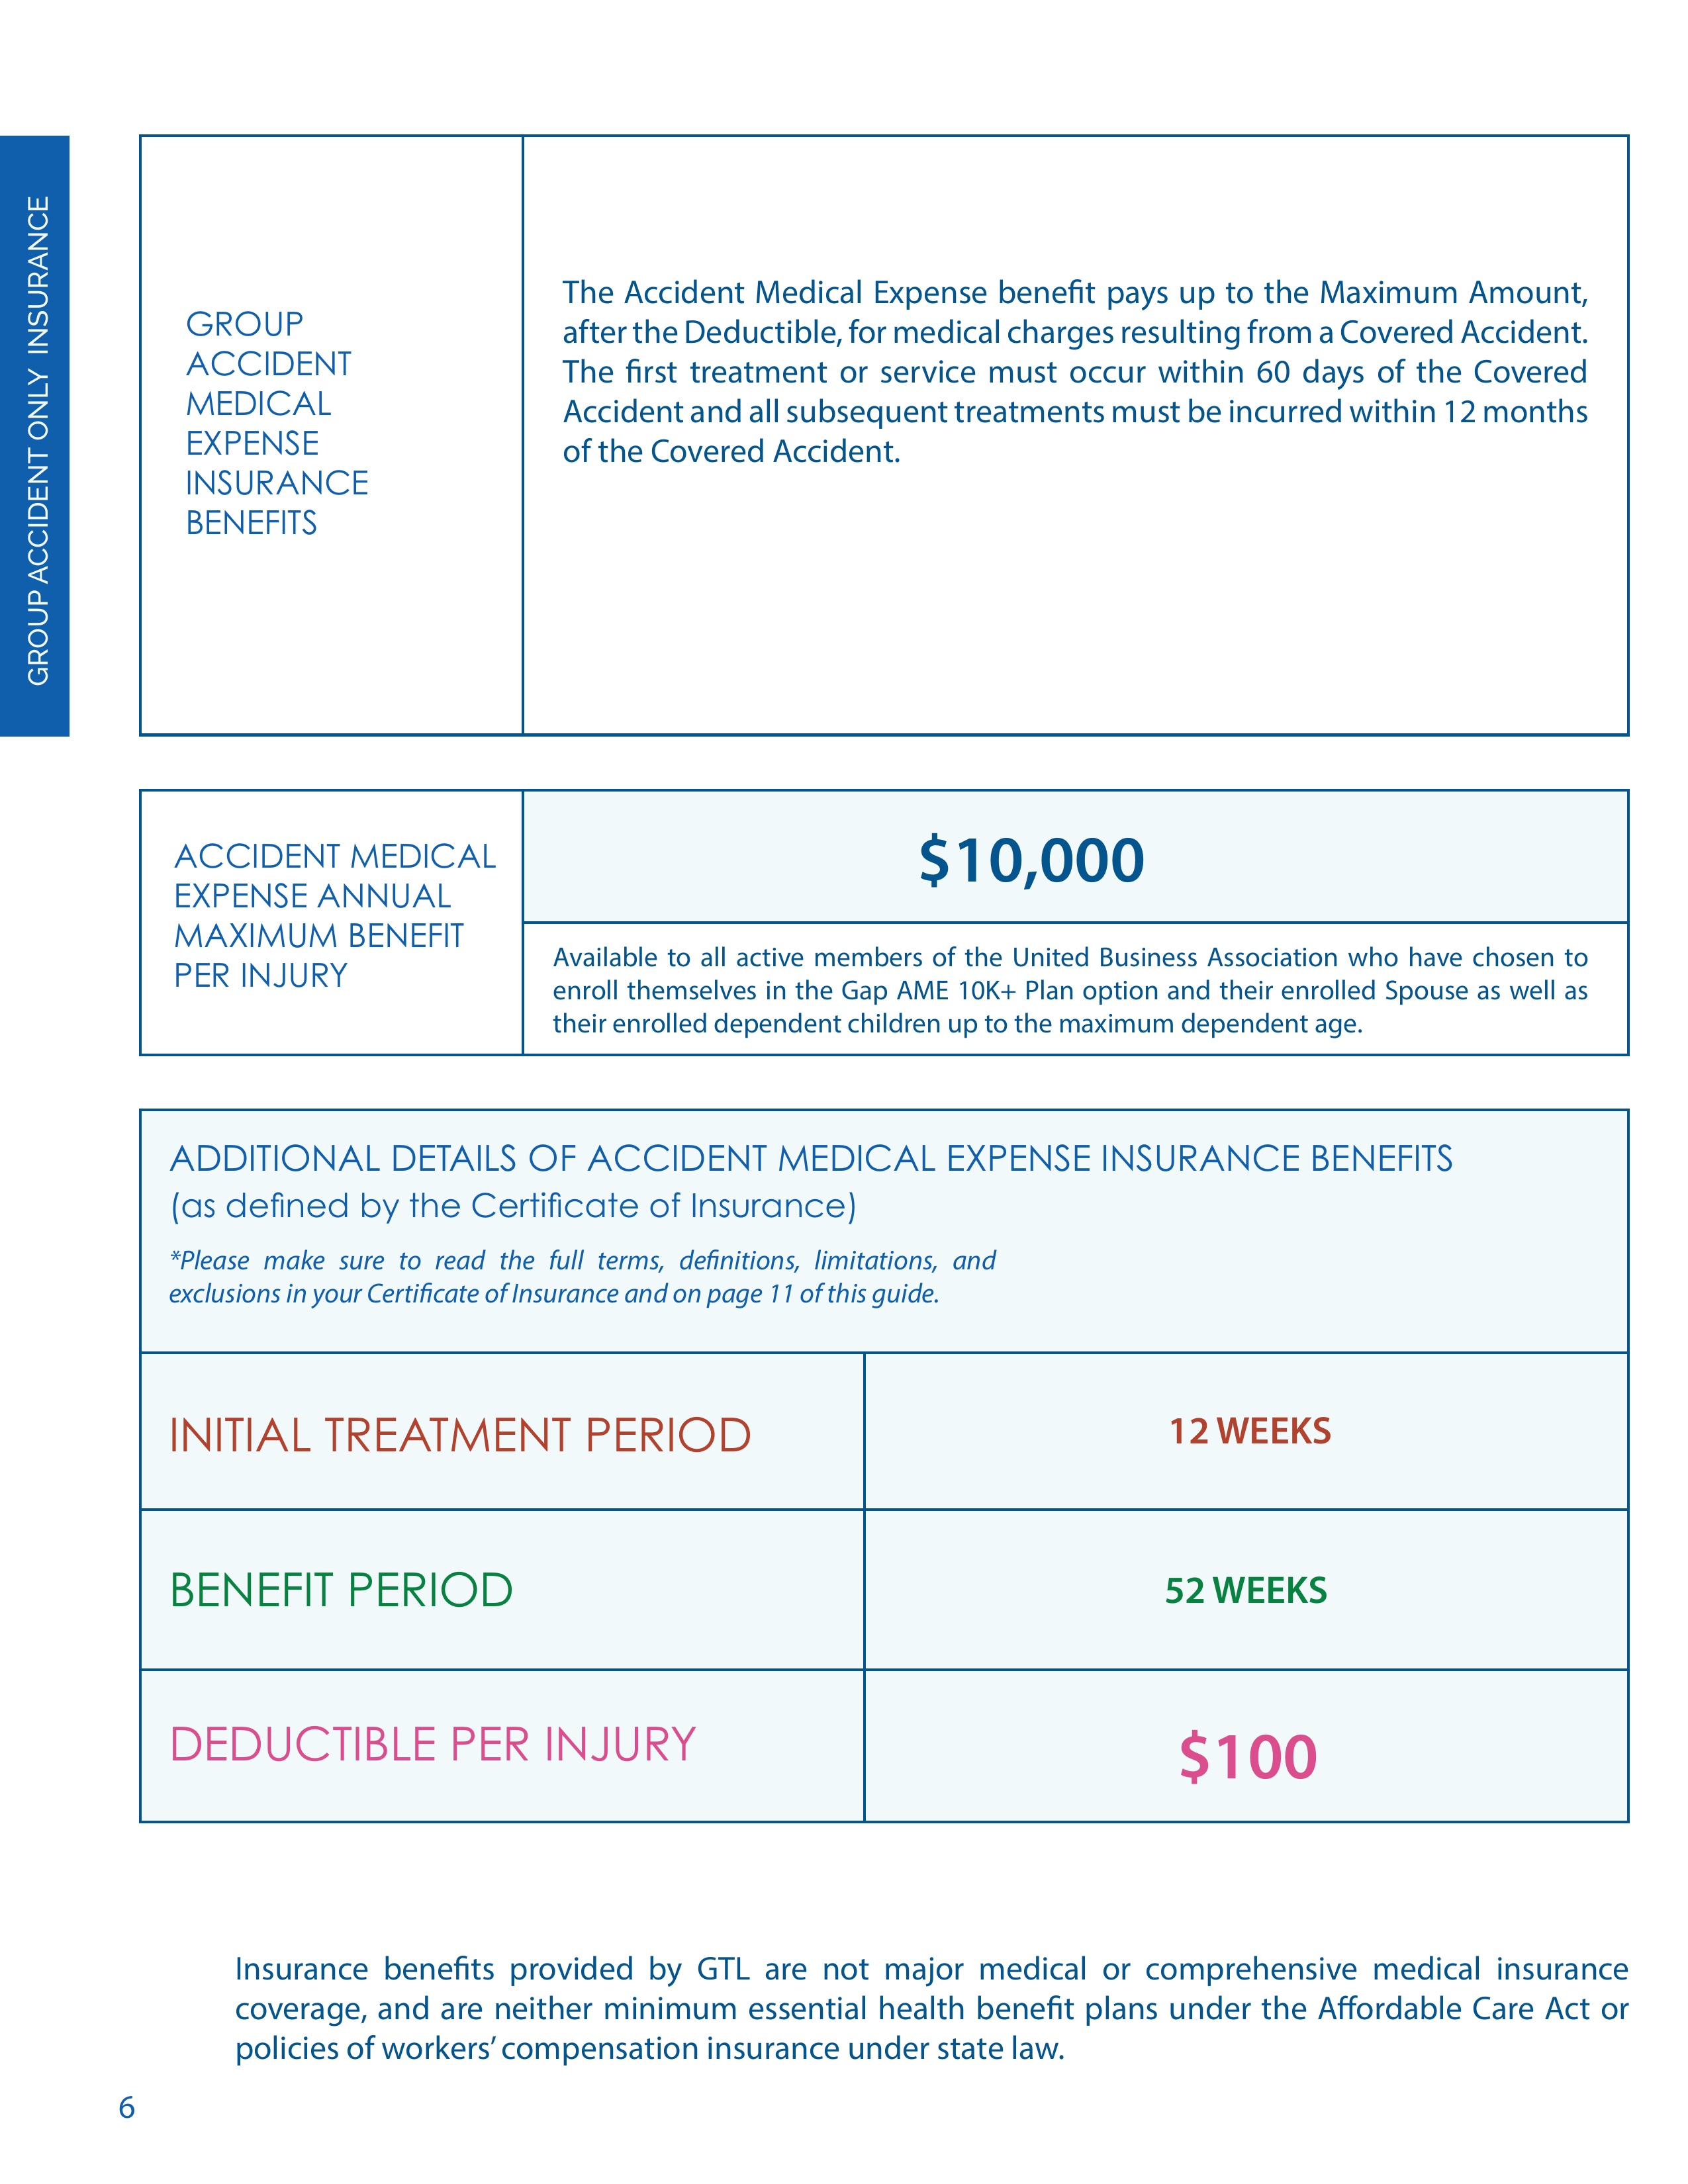 GROUP ACCIDENT ONLY INSURANCE
GROUP
ACCIDENT
MEDICAL
EXPENSE
INSURANCE
BENEFITS
The Accident Medical Expense benefit pays up to the Maximum Amount,
after the Deductible, for medical charges resulting from a Covered Accident.
The first treatment or service must occur within 60 days of the Covered
Accident and all subsequent treatments must be incurred within 12 months
of the Covered Accident.
ACCIDENT MEDICAL
EXPENSE ANNUAL
MAXIMUM BENEFIT
PER INJURY
$10,000
Available to all active members of the United Business Association who have chosen to
enroll themselves in the Gap AME 10K+ Plan option and their enrolled Spouse as well as
their enrolled dependent children up to the maximum dependent age.
ADDITIONAL DETAILS OF ACCIDENT MEDICAL EXPENSE INSURANCE BENEFITS
(as defined by the Certificate of Insurance)
*Please make sure to read the full terms, definitions, limitations, and
exclusions in your Certificate of Insurance and on page 11 of this guide.
INITIAL TREATMENT PERIOD
12 WEEKS
BENEFIT PERIOD
52 WEEKS
DEDUCTIBLE PER INJURY
$100
Insurance benefits provided by GTL are not major medical or comprehensive medical insurance
coverage, and are neither minimum essential health benefit plans under the Affordable Care Act or
policies of workers’ compensation insurance under state law.
6